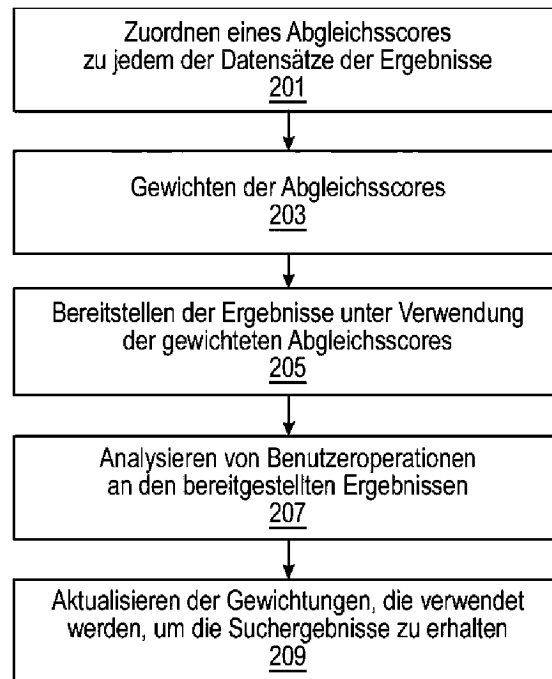 Zuordnen eines Abgleichsscores
zu jedem der Datensätze der Ergebnisse
201
Gewichten der Abgleichsscores
203
Bereitstellen der Ergebnisse unter Verwendung
der gewichteten Abgleichsscores
205
Analysieren von Benutzeroperationen
an den bereitgestellten Ergebnissen
207
Aktualisieren der Gewichtungen, die verwendet
werden, um die Suchergebnisse zu erhalten
209